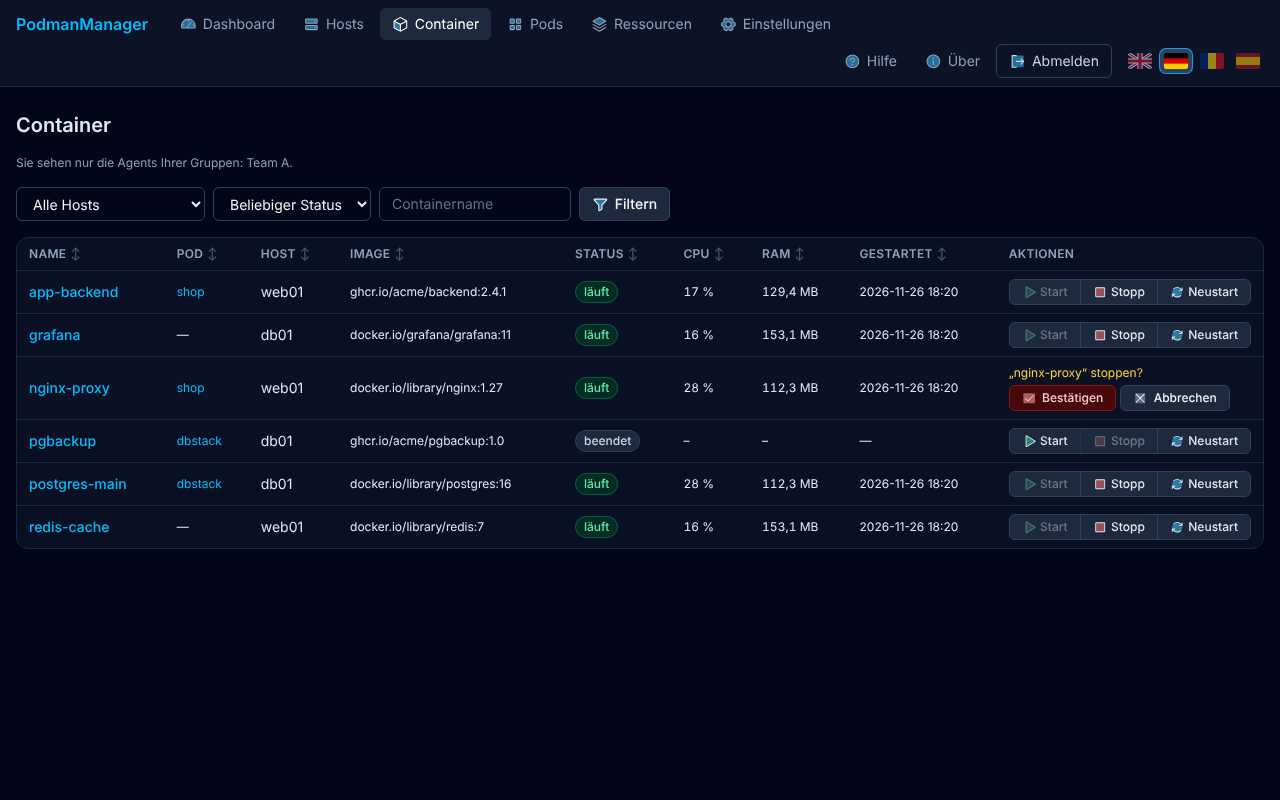 PodmanManager Dashboard Hosts Container Pods Ressourcen Einstellungen
Hilfe Über Abmelden
Container
Sie sehen nur die Agents Ihrer Gruppen: Team A.
Alle Hosts Beliebiger Status Containername Filtern
NAME POD HOST IMAGE STATUS CPU RAM GESTARTET AKTIONEN
app-backend shop web01 ghcr.io/acme/backend:2.4.1 läuft 17 % 129,4 MB 2026-11-26 18:20 Start Stopp Neustart
grafana — db01 docker.io/grafana/grafana:11 läuft 16 % 153,1 MB 2026-11-26 18:20 Start Stopp Neustart
nginx-proxy shop web01 docker.io/library/nginx:1.27 läuft 28 % 112,3 MB 2026-11-26 18:20 „nginx-proxy“ stoppen?
Bestätigen Abbrechen
pgbackup dbstack db01 ghcr.io/acme/pgbackup:1.0 beendet – – — Start Stopp Neustart
postgres-main dbstack db01 docker.io/library/postgres:16 läuft 28 % 112,3 MB 2026-11-26 18:20 Start Stopp Neustart
redis-cache — web01 docker.io/library/redis:7 läuft 16 % 153,1 MB 2026-11-26 18:20 Start Stopp Neustart